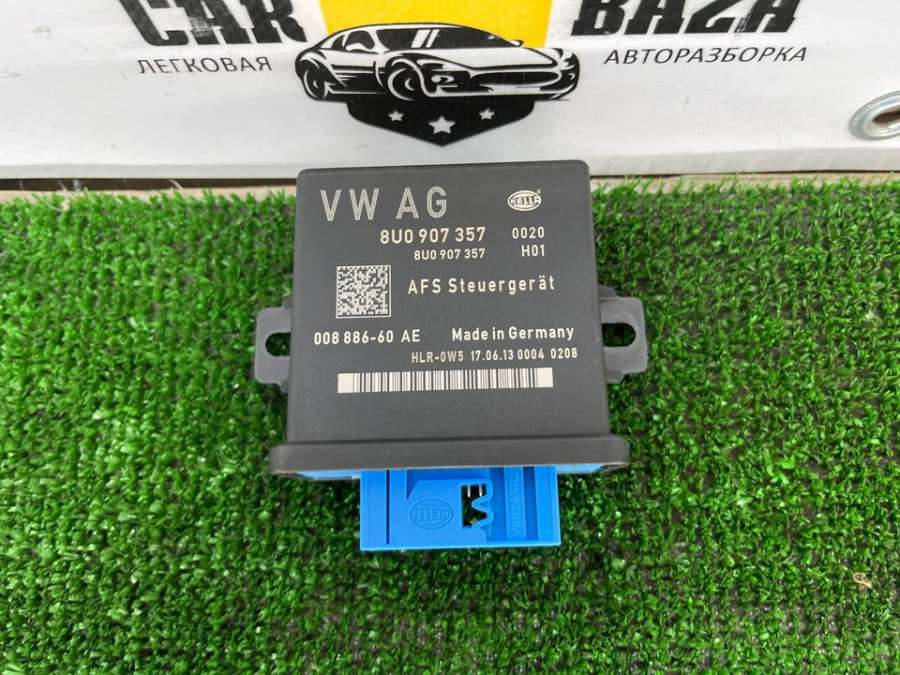 CAR BAZA
ЛЕГКОВАЯ АВТОРАЗБОРКА
VW AG HELLA
8U0 907 357 0020
8U0 907 357 H01
AFS Steuergerät
008 886-60 AE Made in Germany
HLR-0W5 17.06.13 0004 0208
HELLA